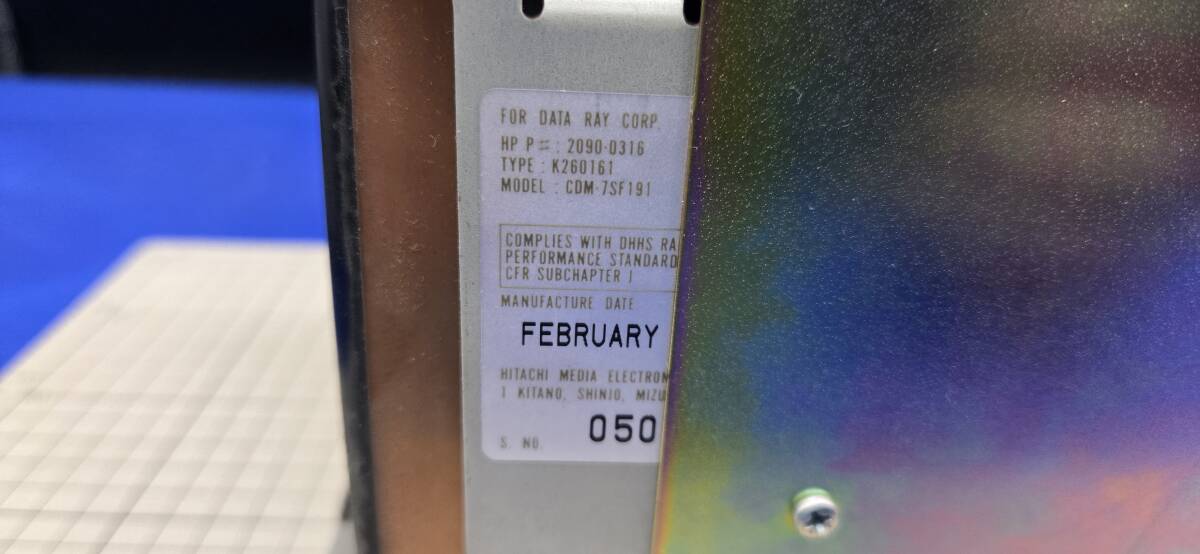 FOR DATA RAY CORP.
HP P#: 2090-0316
TYPE : K260161
MODEL : CDM-7SF191
COMPLIES WITH DHHS RA
PERFORMANCE STANDARD
CFR SUBCHAPTER J
MANUFACTURE DATE
FEBRUARY
HITACHI MEDIA ELECTRON
1 KITANO, SHINJO, MIZU
S. NO. 050